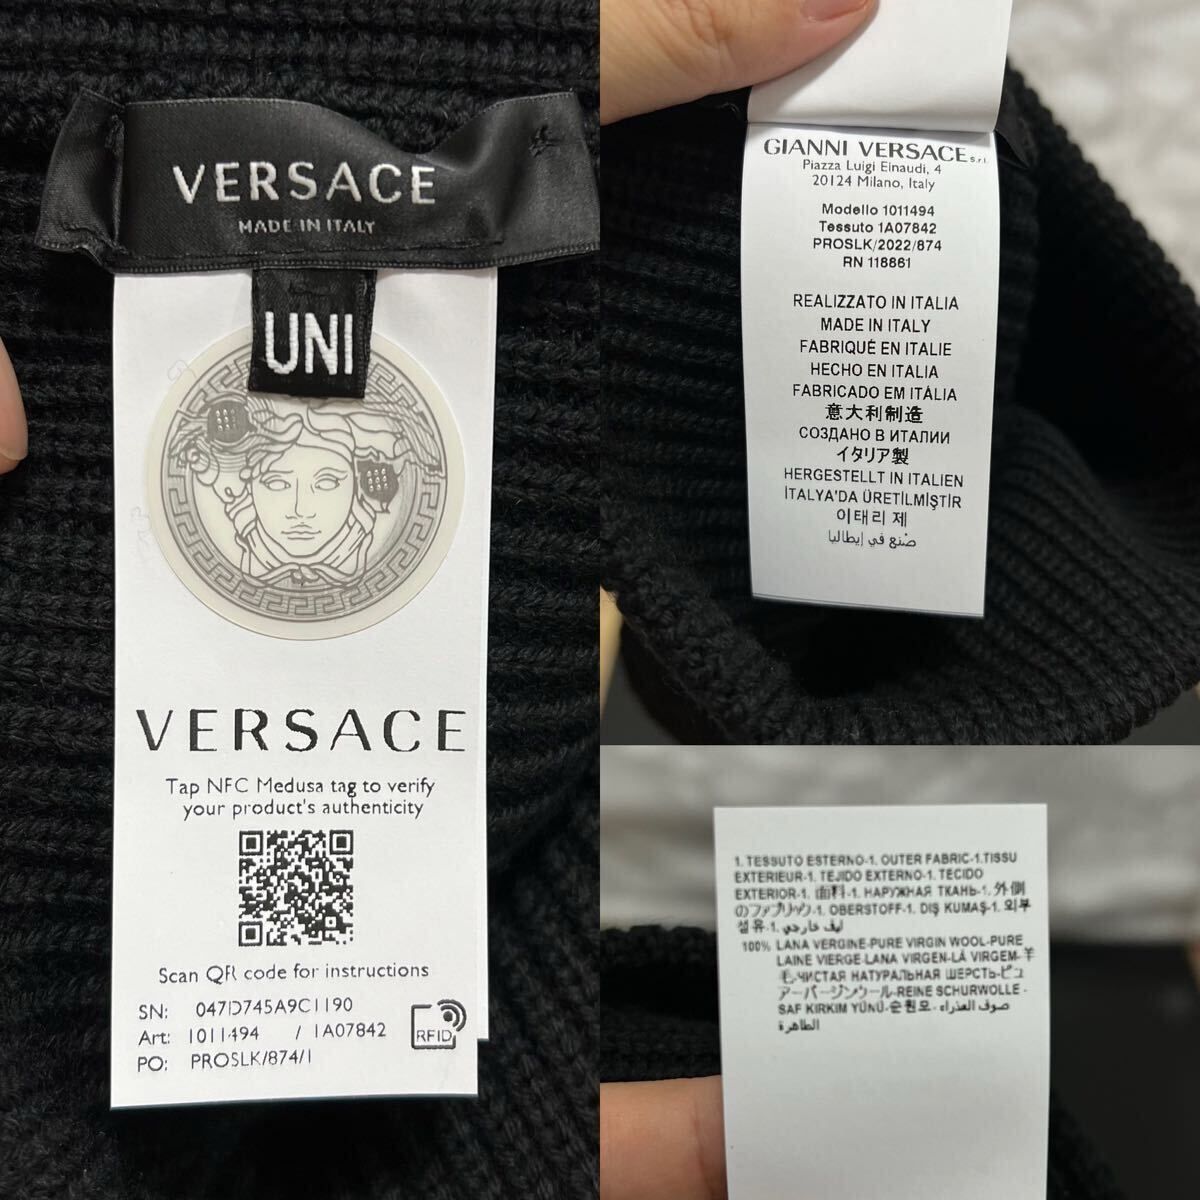 VERSACE
MADE IN ITALY
UNI
VERSACE
Tap NFC Medusa tag to verify
your product's authenticity
Scan QR code for instructions
SN: 047D745A9C1190
Art: 1011494 / 1A07842
PO: PROSLK/874/1
RFID
GIANNI VERSACE s.r.l.
Piazza Luigi Einaudi, 4
20124 Milano, Italy
Modello 1011494
Tessuto 1A07842
PROSLK/2022/874
RN 118861
REALIZZATO IN ITALIA
MADE IN ITALY
FABRIQUÉ EN ITALIE
HECHO EN ITALIA
FABRICADO EM ITÁLIA
意大利制造
СОЗДАНО В ИТАЛИИ
イタリア製
HERGESTELLT IN ITALIEN
İTALYA'DA ÜRETİLMİŞTİR
이태리 제
صنع في إيطاليا
1. TESSUTO ESTERNO-1. OUTER FABRIC-1.TISSU
EXTERIEUR-1. TEJIDO EXTERNO-1. TECIDO
EXTERIOR-1. 面料-1. НАРУЖНАЯ ТКАНЬ-1. 外側
のファブリック-1. OBERSTOFF-1. DIŞ KUMAŞ-1. 외부
섬유-1. ليف خارجي
100% LANA VERGINE-PURE VIRGIN WOOL-PURE
LAINE VIERGE-LANA VIRGEN-LÃ VIRGEM-羊
毛-ЧИСТАЯ НАТУРАЛЬНАЯ ШЕРСТЬ-ピュ
アーバージンウール-REINE SCHURWOLLE-
SAF KIRKIM YÜNÜ-순원모- صوف العذراء
الطاهرة